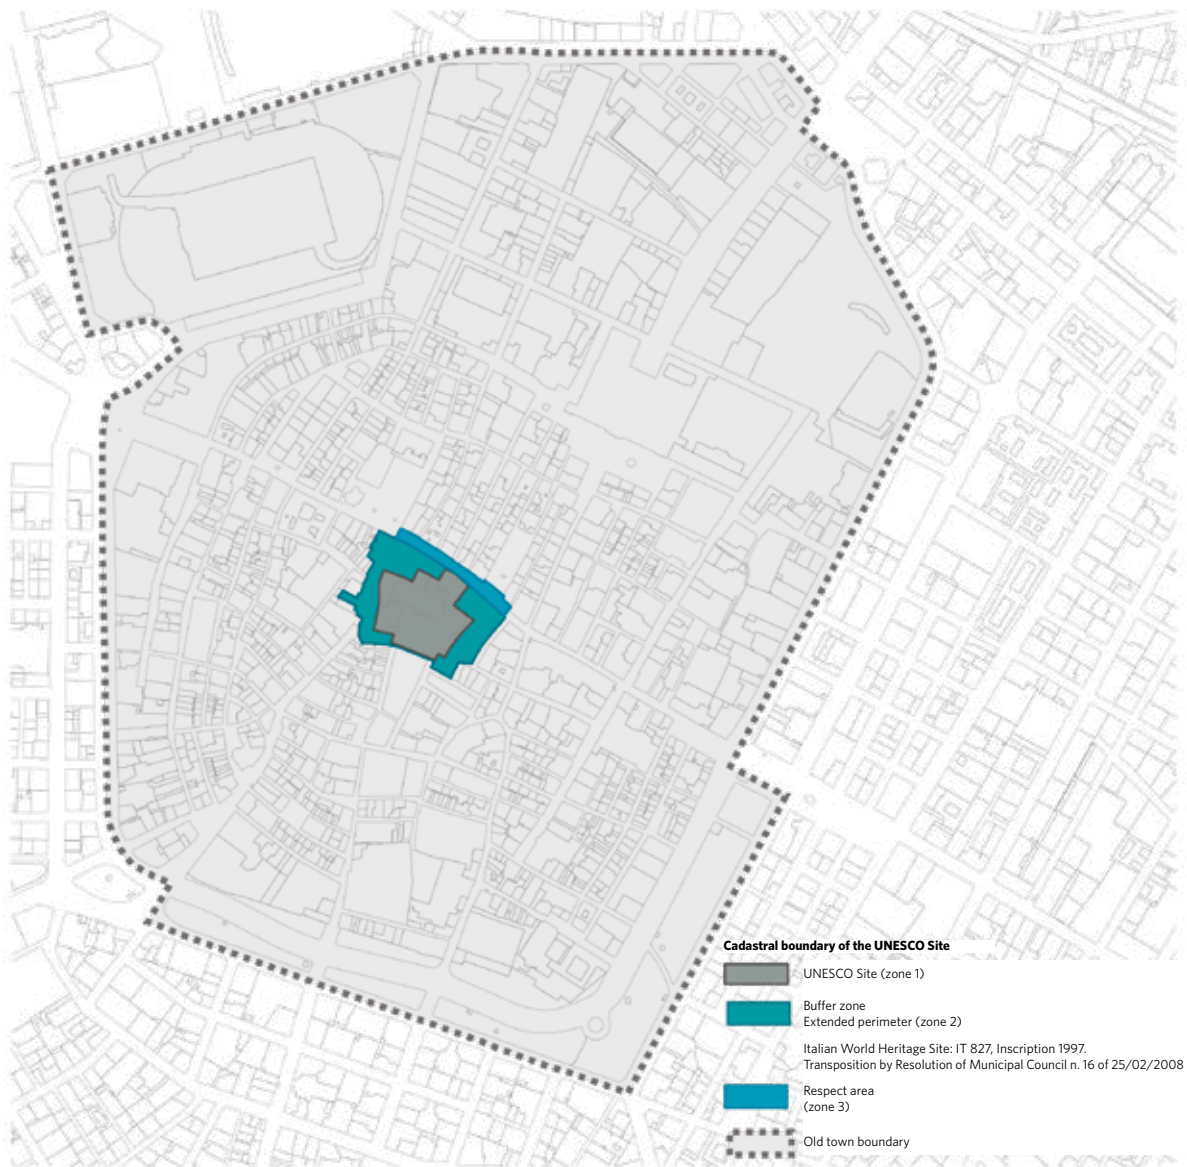 Cadastral boundary of the UNESCO Site
UNESCO Site (zone 1)
Buffer zone
Extended perimeter (zone 2)
Italian World Heritage Site: IT 827, Inscription 1997.
Transposition by Resolution of Municipal Council n. 16 of 25/02/2008
Respect area
(zone 3)
Old town boundary